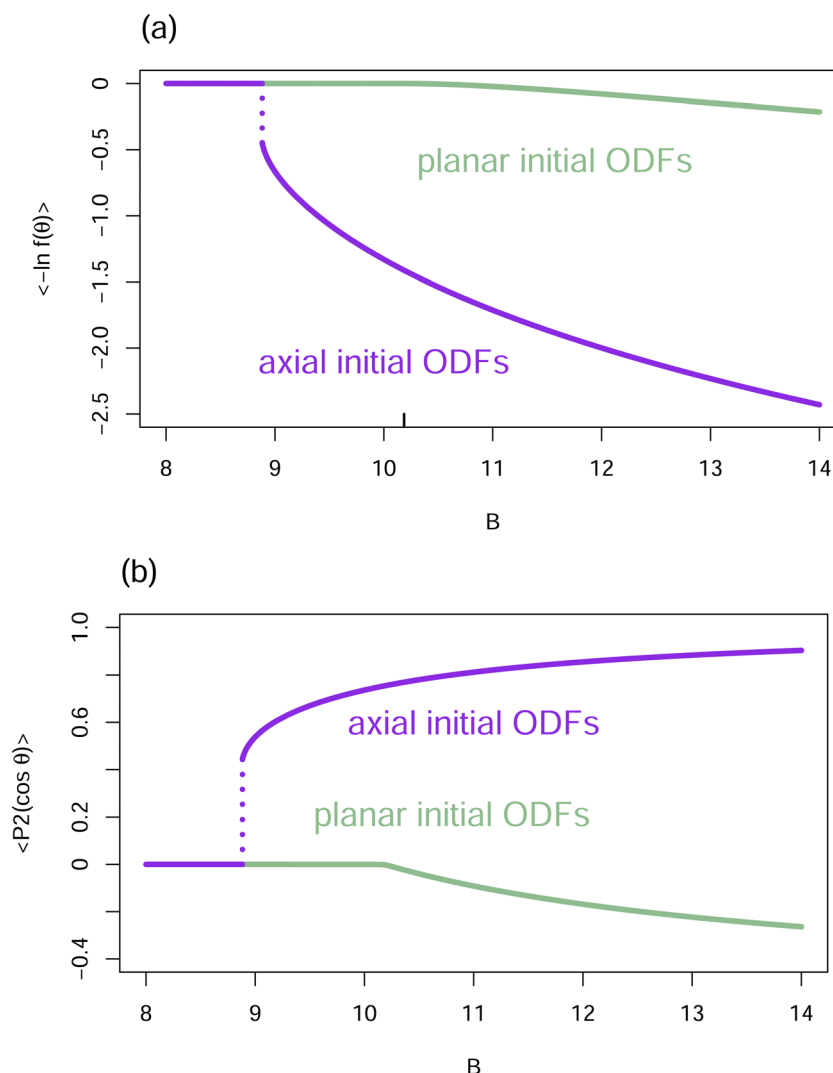 (a)
0
−0.5
−1.0
−1.5
−2.0
−2.5
<−ln f(θ)>
planar initial ODFs
axial initial ODFs
8 9 10 11 12 13 14
B
(b)
1.0
0.6
0.2
0
−0.4
<P2(cos θ)>
axial initial ODFs
planar initial ODFs
8 9 10 11 12 13 14
B